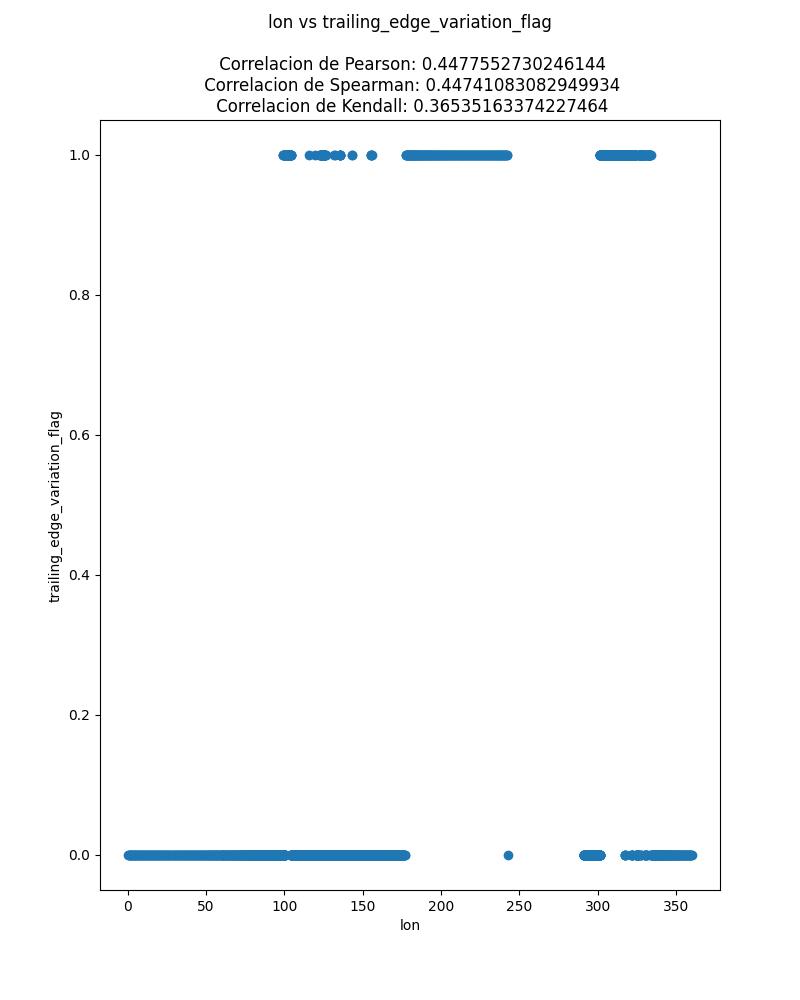 lon vs trailing_edge_variation_flag
Correlacion de Pearson: 0.4477552730246144
Correlacion de Spearman: 0.44741083082949934
Correlacion de Kendall: 0.36535163374227464
1.0
0.8
0.6
0.4
0.2
0.0
trailing_edge_variation_flag
0 50 100 150 200 250 300 350
lon